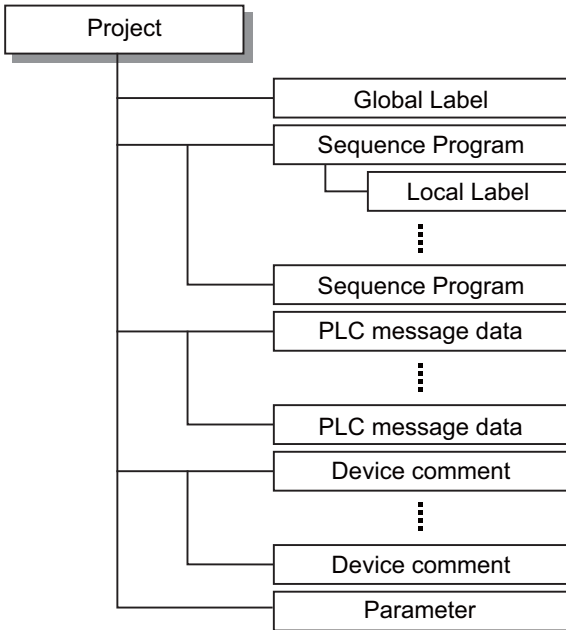 Project
Global Label
Sequence Program
Local Label
Sequence Program
PLC message data
PLC message data
Device comment
Device comment
Parameter